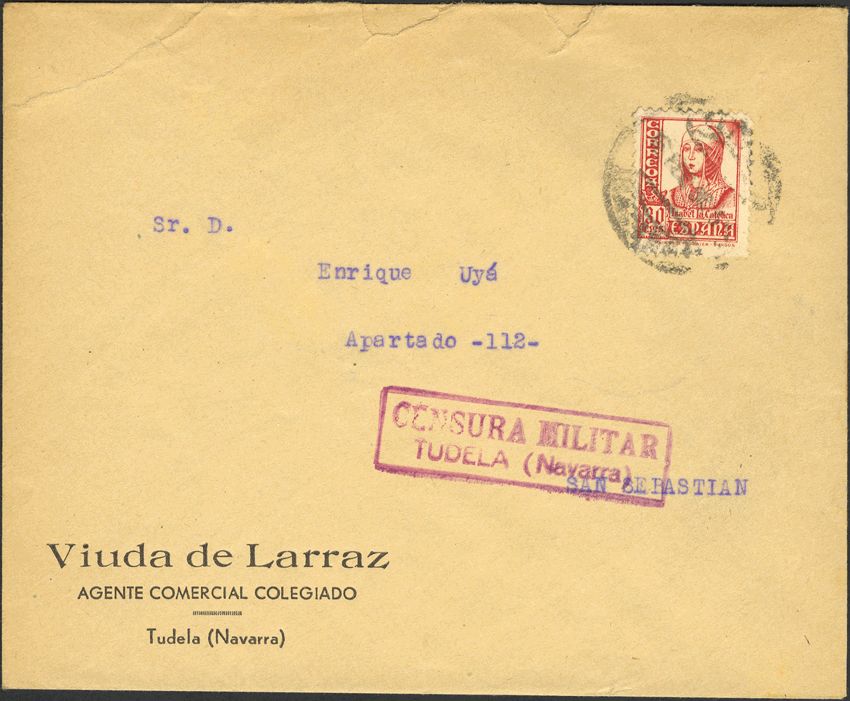 CORREOS
30
Isabel la Católica
ESPAÑA
Sr. D.
Enrique Uyá
Apartado -112-
CENSURA MILITAR
TUDELA (Navarra)
SAN SEBASTIAN
Viuda de Larraz
AGENTE COMERCIAL COLEGIADO
Tudela (Navarra)